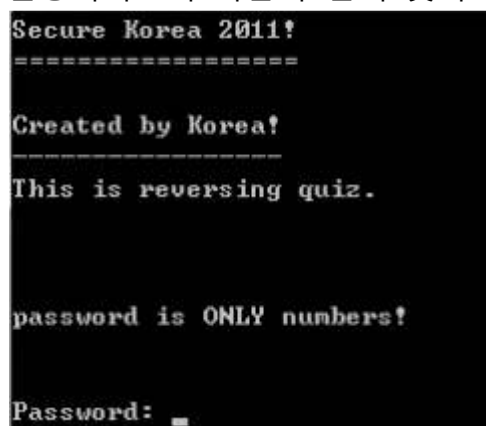 Secure Korea 2011!
===================
Created by Korea!
------------------
This is reversing quiz.
password is ONLY numbers!
Password: _